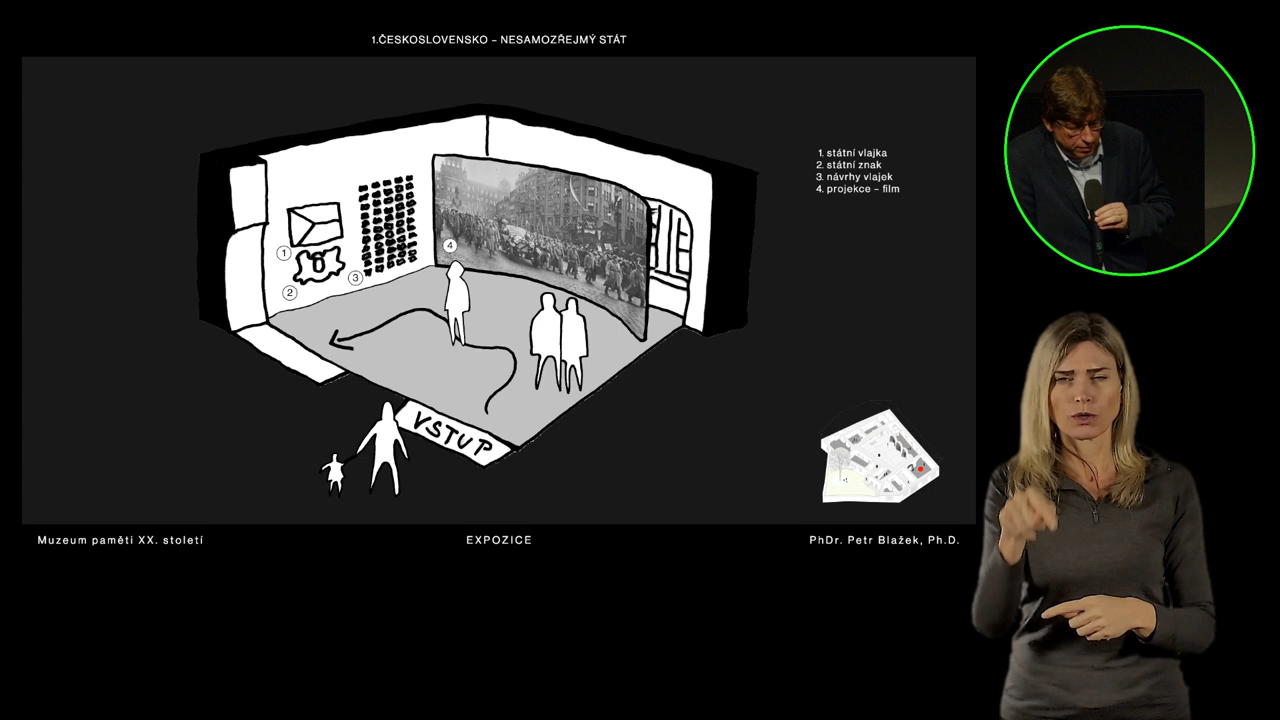 1.ČESKOSLOVENSKO – NESAMOZŘEJMÝ STÁT
1. státní vlajka
2. státní znak
3. návrhy vlajek
4. projekce – film
4
1
3
2
VSTUP
Muzeum paměti XX. století
EXPOZICE
PhDr. Petr Blažek, Ph.D.